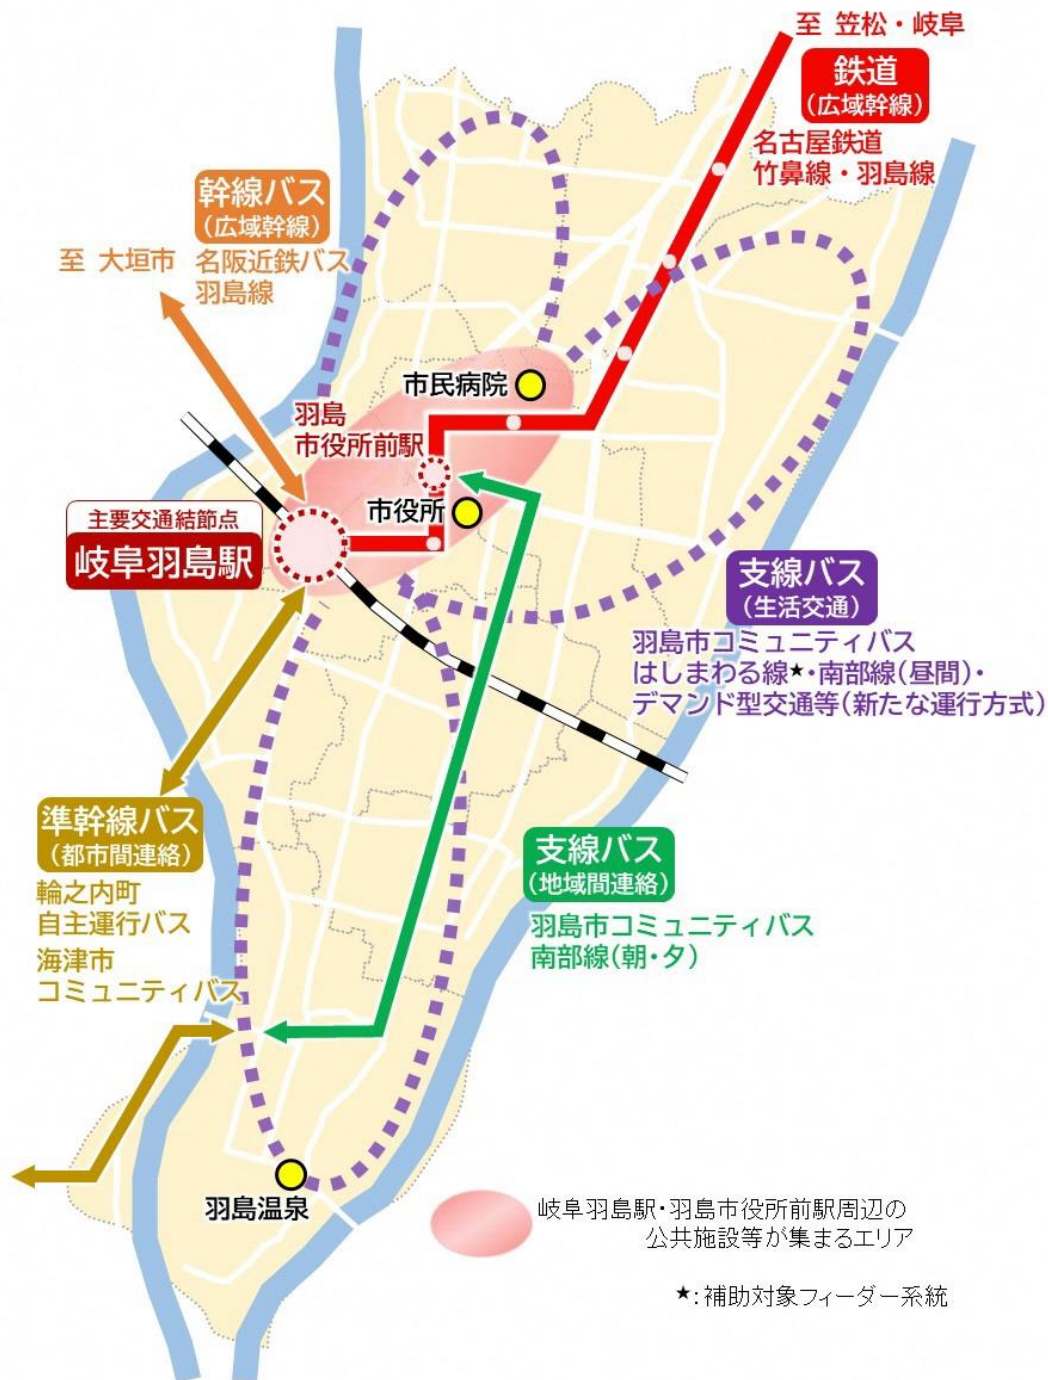 至 笠松・岐阜
鉄道
(広域幹線)
名古屋鉄道
竹鼻線・羽島線
幹線バス
(広域幹線)
至 大垣市
名阪近鉄バス
羽島線
市民病院
羽島
市役所前駅
市役所
主要交通結節点
岐阜羽島駅
支線バス
(生活交通)
羽島市コミュニティバス
はしまわる線★・南部線(昼間)・
デマンド型交通等(新たな運行方式)
準幹線バス
(都市間連絡)
輪之内町
自主運行バス
海津市
コミュニティバス
支線バス
(地域間連絡)
羽島市コミュニティバス
南部線(朝・夕)
羽島温泉
岐阜羽島駅・羽島市役所前駅周辺の
公共施設等が集まるエリア
★:補助対象フィーダー系統